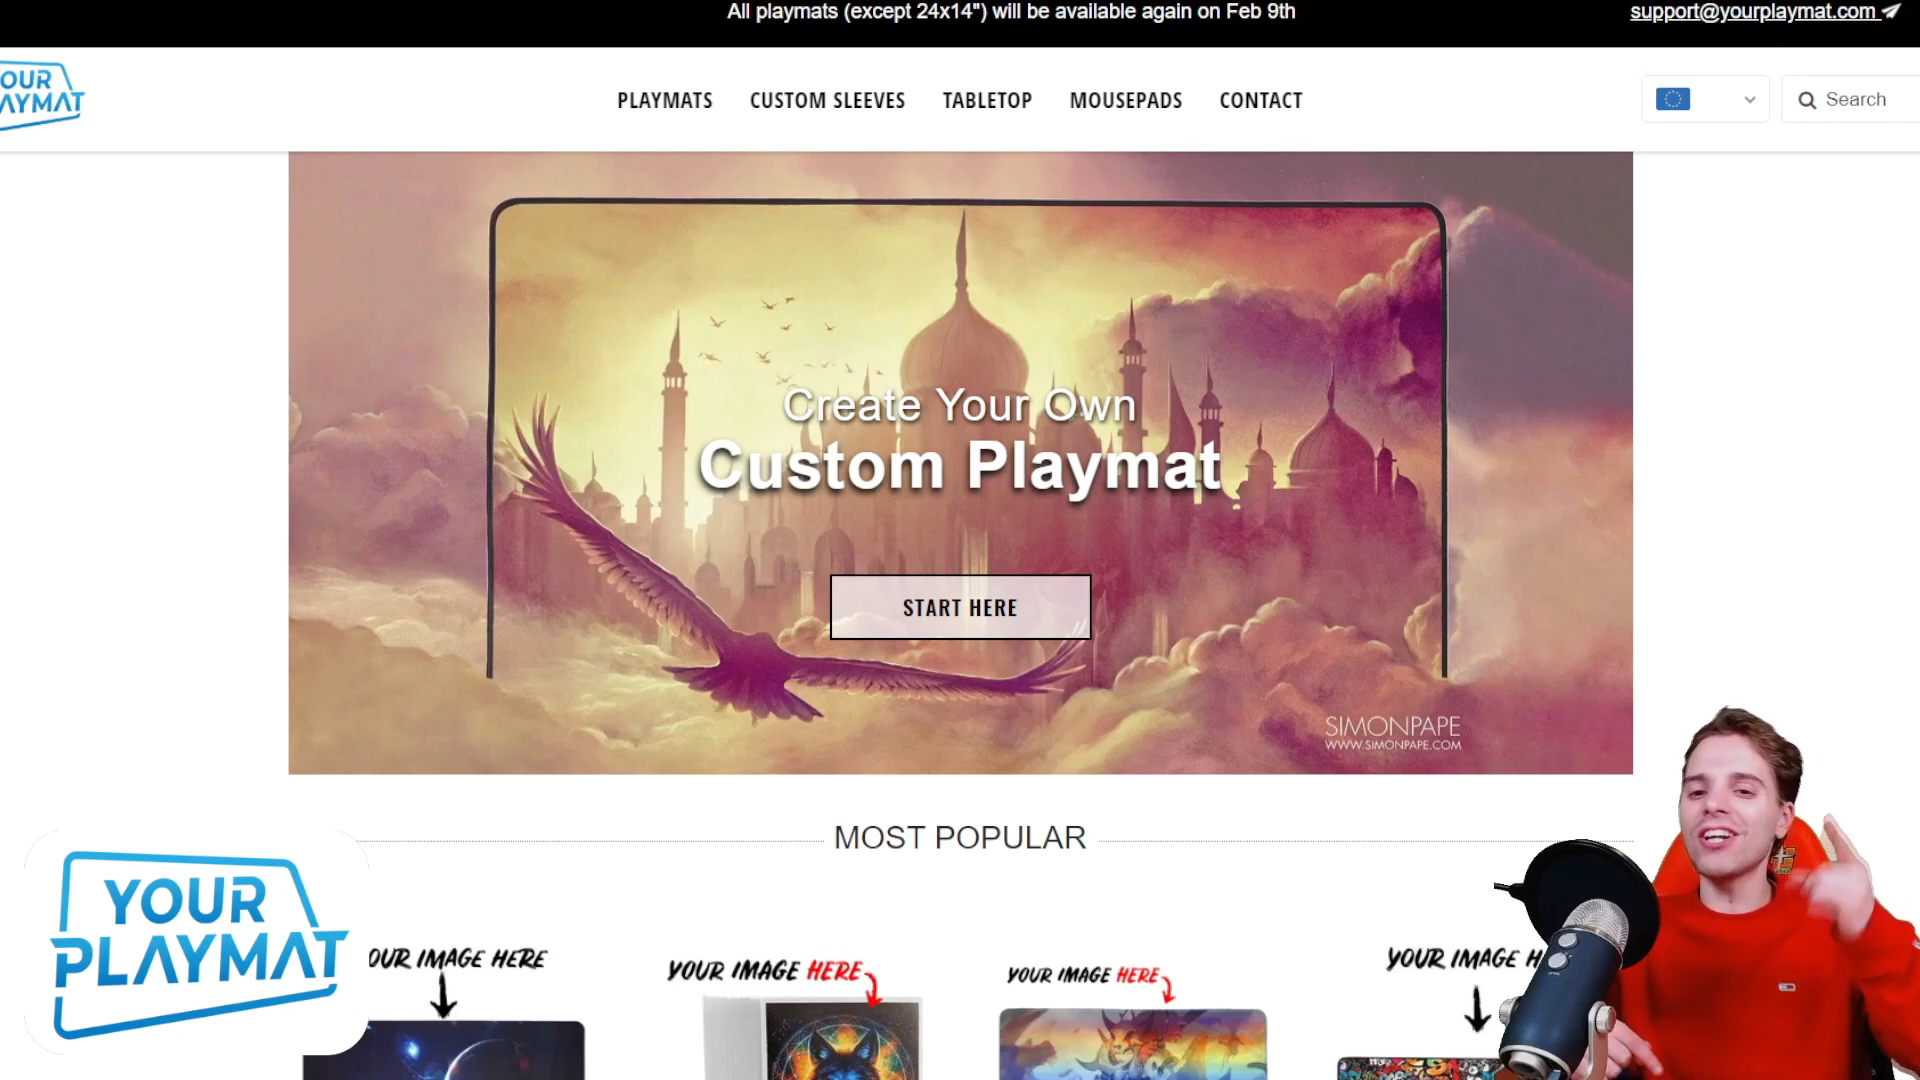 All playmats (except 24x14") will be available again on Feb 9th
support@yourplaymat.com
OUR
AYMAT
PLAYMATS
CUSTOM SLEEVES
TABLETOP
MOUSEPADS
CONTACT
Search
Create Your Own
Custom Playmat
START HERE
SIMONPAPE
WWW.SIMONPAPE.COM
MOST POPULAR
YOUR
PLAYMAT
OUR IMAGE HERE
YOUR IMAGE HERE
YOUR IMAGE HERE
YOUR IMAGE H